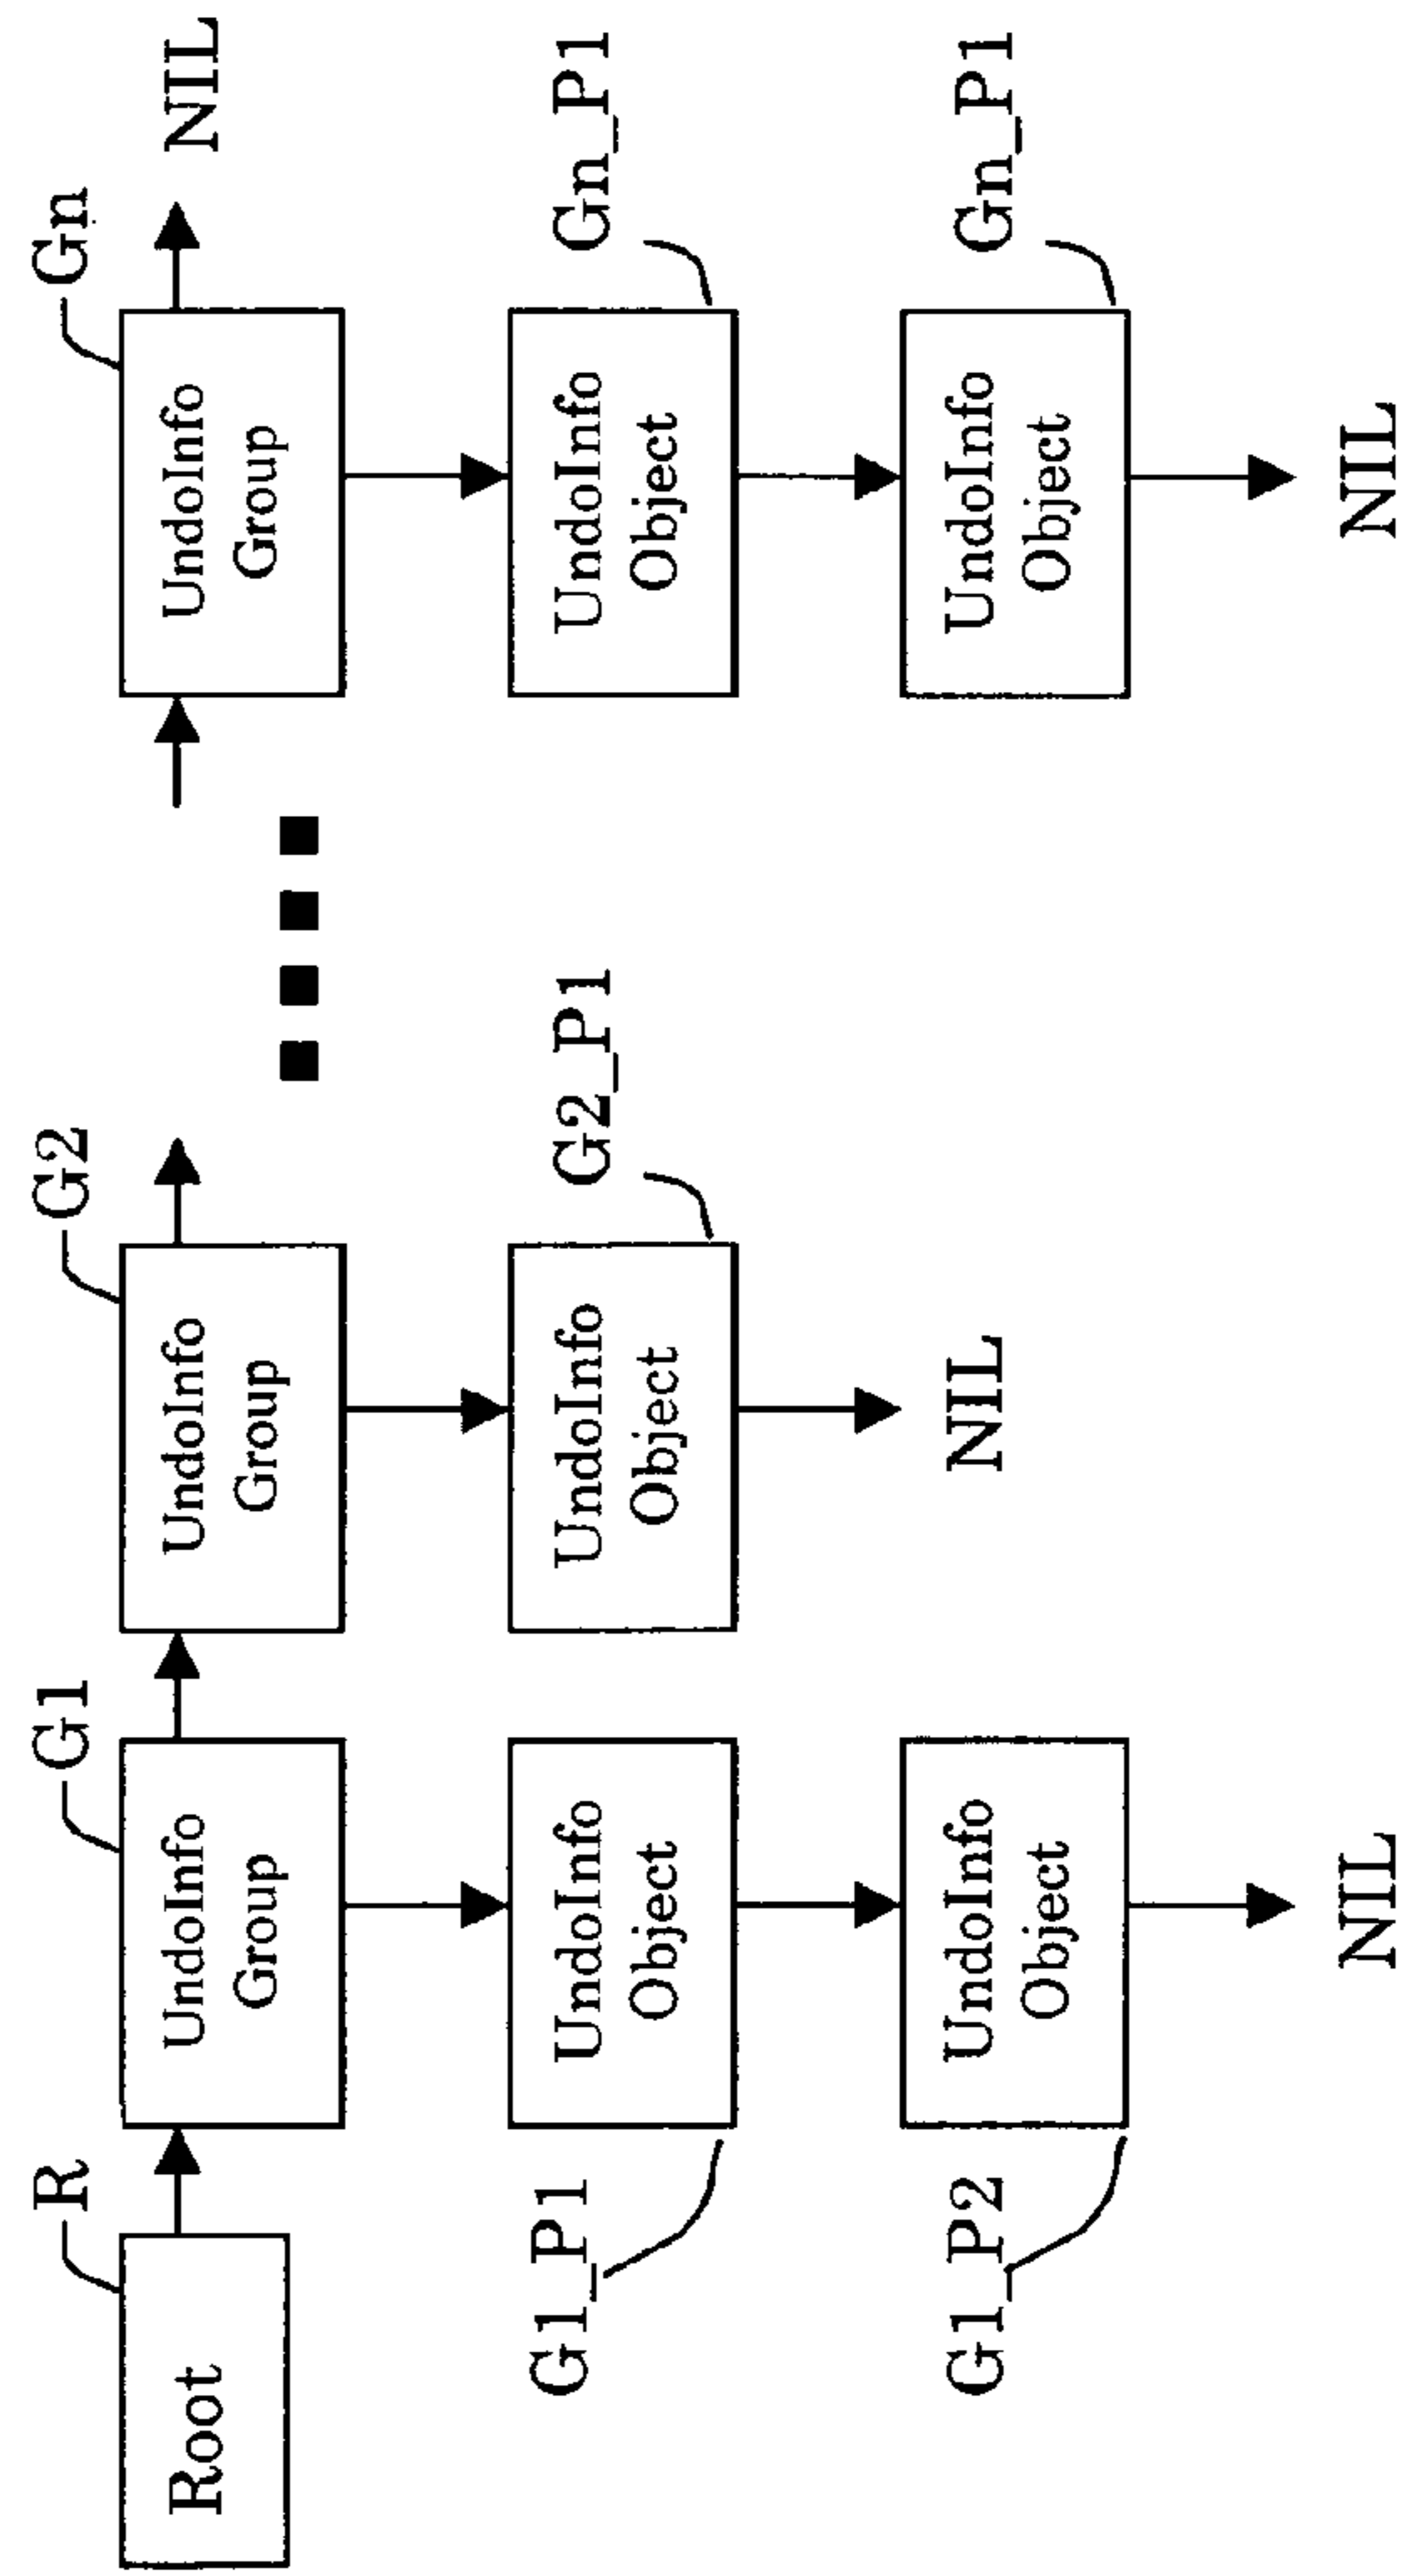 R
G1
G2
Gn
Root
UndoInfo
Group
UndoInfo
Group
UndoInfo
Group
NIL
G1_P1
UndoInfo
Object
UndoInfo
Object
G2_P1
UndoInfo
Object
Gn_P1
G1_P2
UndoInfo
Object
NIL
UndoInfo
Object
Gn_P1
NIL
NIL